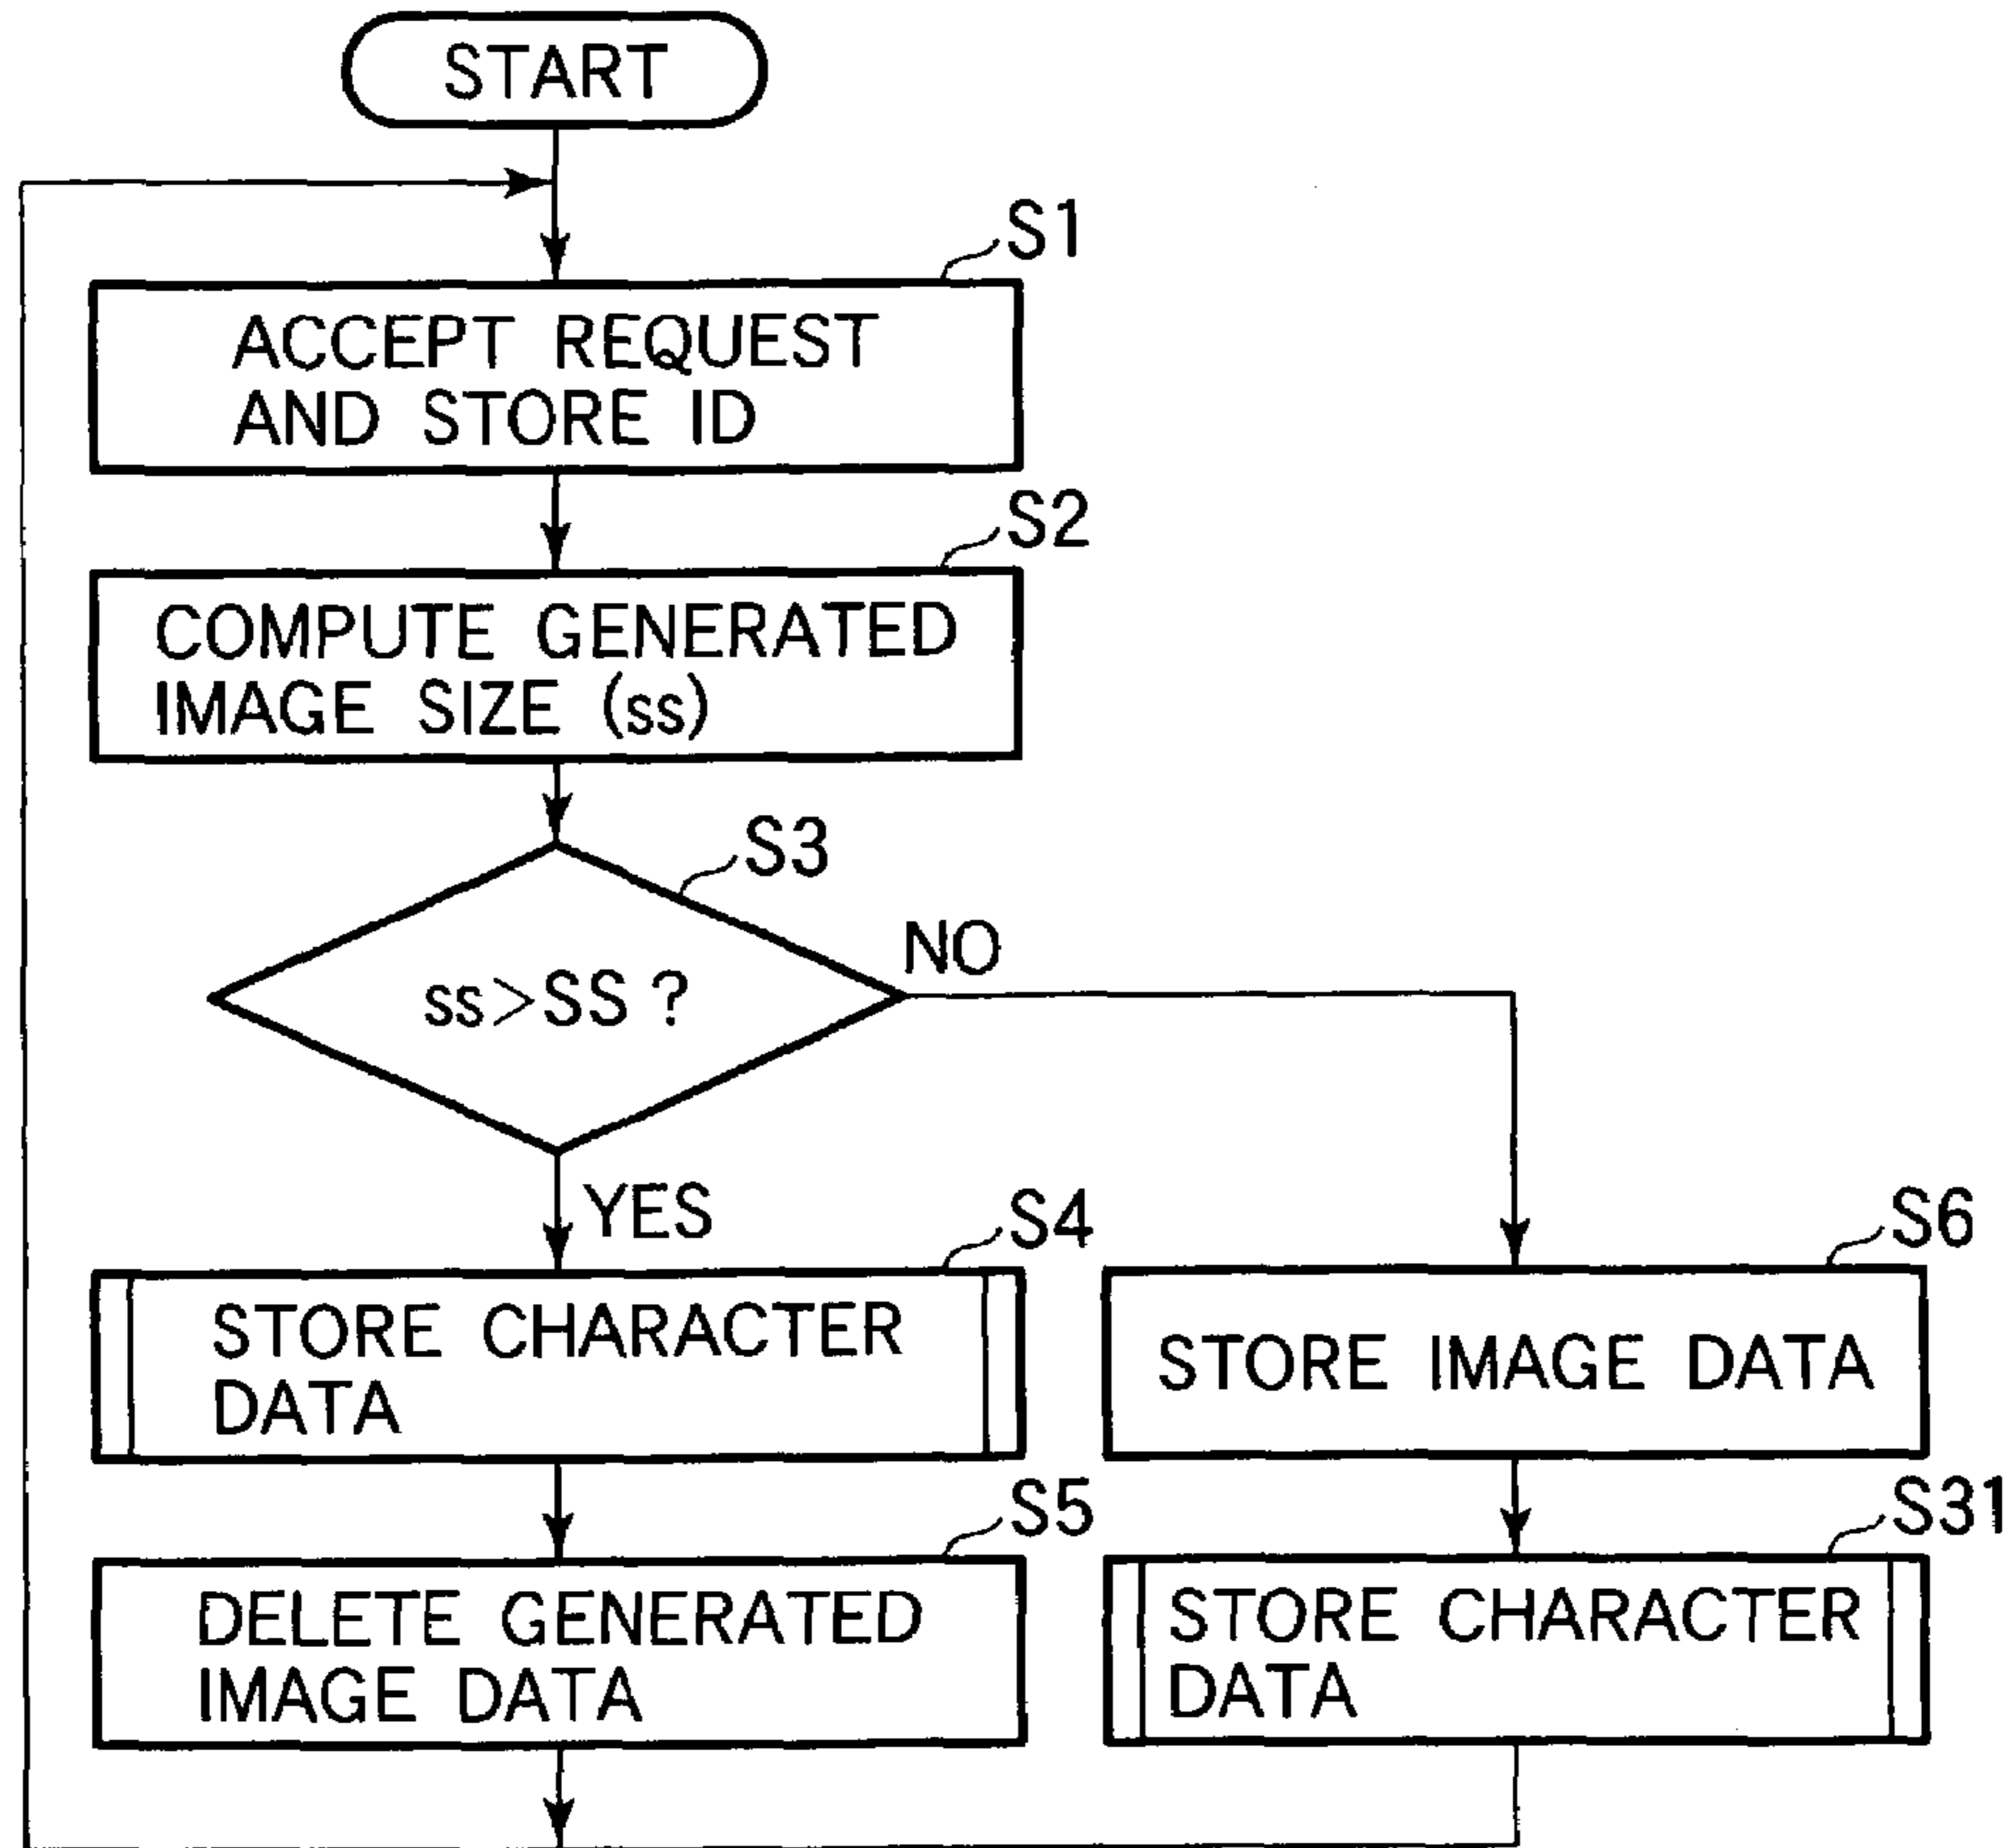 START
S1
ACCEPT REQUEST
AND STORE ID
S2
COMPUTE GENERATED
IMAGE SIZE (ss)
S3
ss>SS ?
NO
YES
S4
STORE CHARACTER
DATA
S6
STORE IMAGE DATA
S5
DELETE GENERATED
IMAGE DATA
S31
STORE CHARACTER
DATA